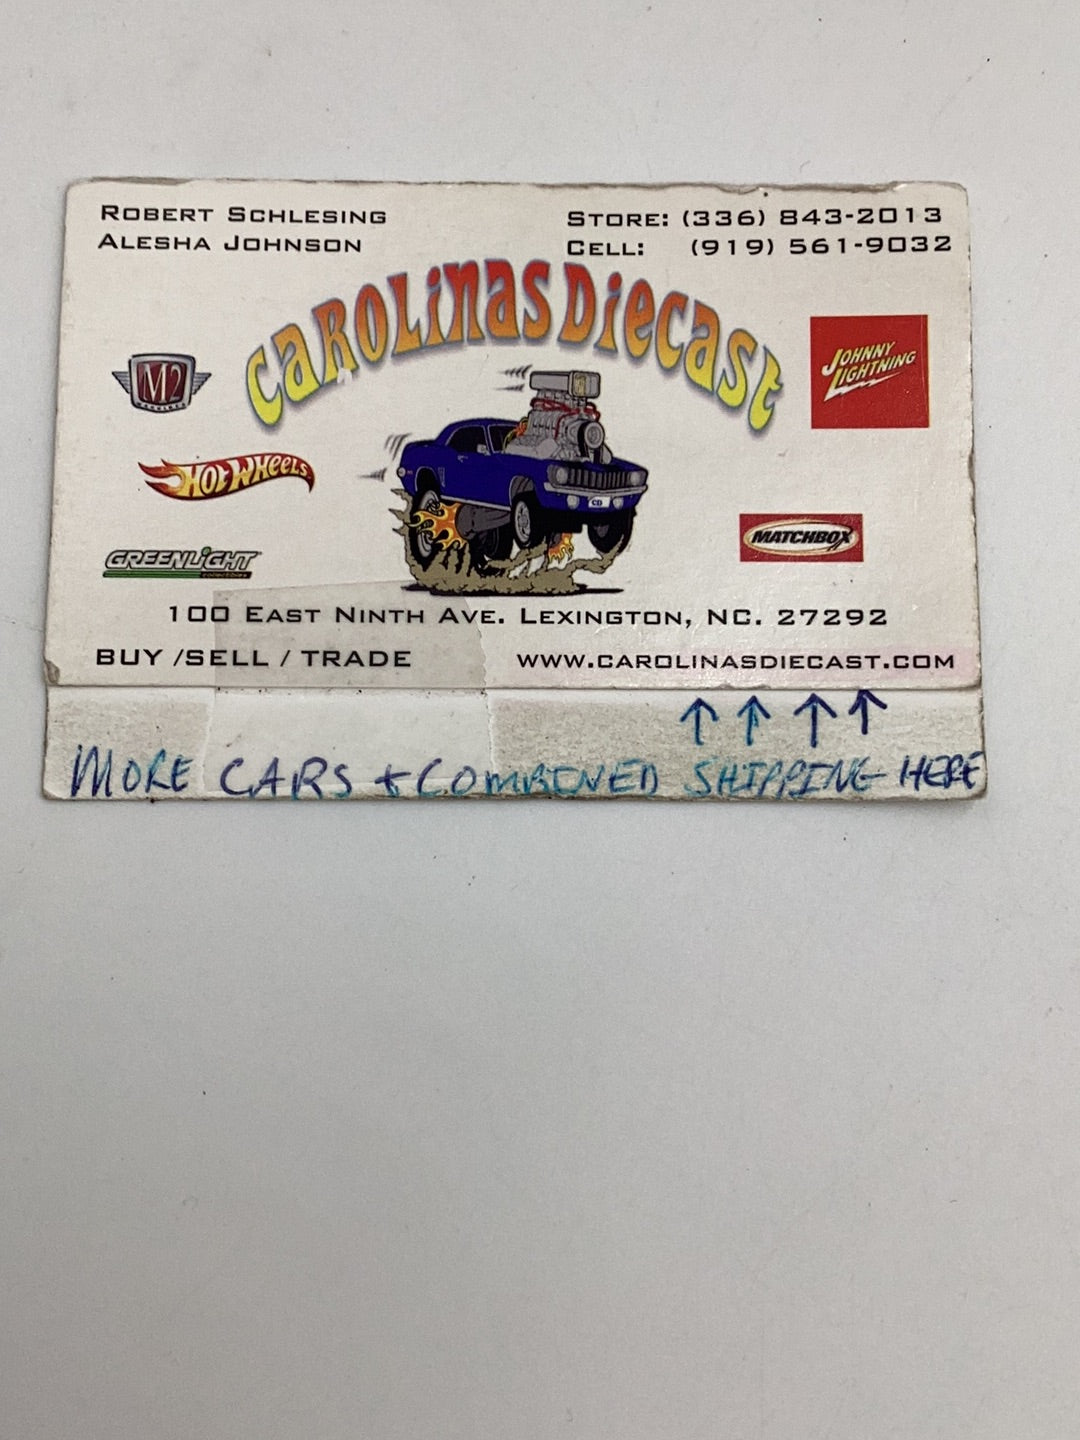 ROBERT SCHLESING
ALESHA JOHNSON
STORE: (336) 843-2013
CELL: (919) 561-9032
CAROLINAS DIECAST
M2
JOHNNY
LIGHTNING
HOT WHEELS
MATCHBOX
GREENLIGHT
collectibles
CD
100 EAST NINTH AVE. LEXINGTON, NC. 27292
BUY /SELL / TRADE
WWW.CAROLINASDIECAST.COM
MORE CARS + COMBINED SHIPPING HERE